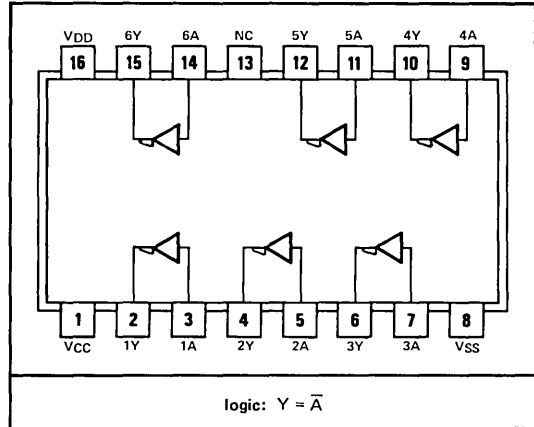 VDD 6Y 6A NC 5Y 5A 4Y 4A
16 15 14 13 12 11 10 9
1 2 3 4 5 6 7 8
VCC 1Y 1A 2Y 2A 3Y 3A VSS
logic: Y = A̅